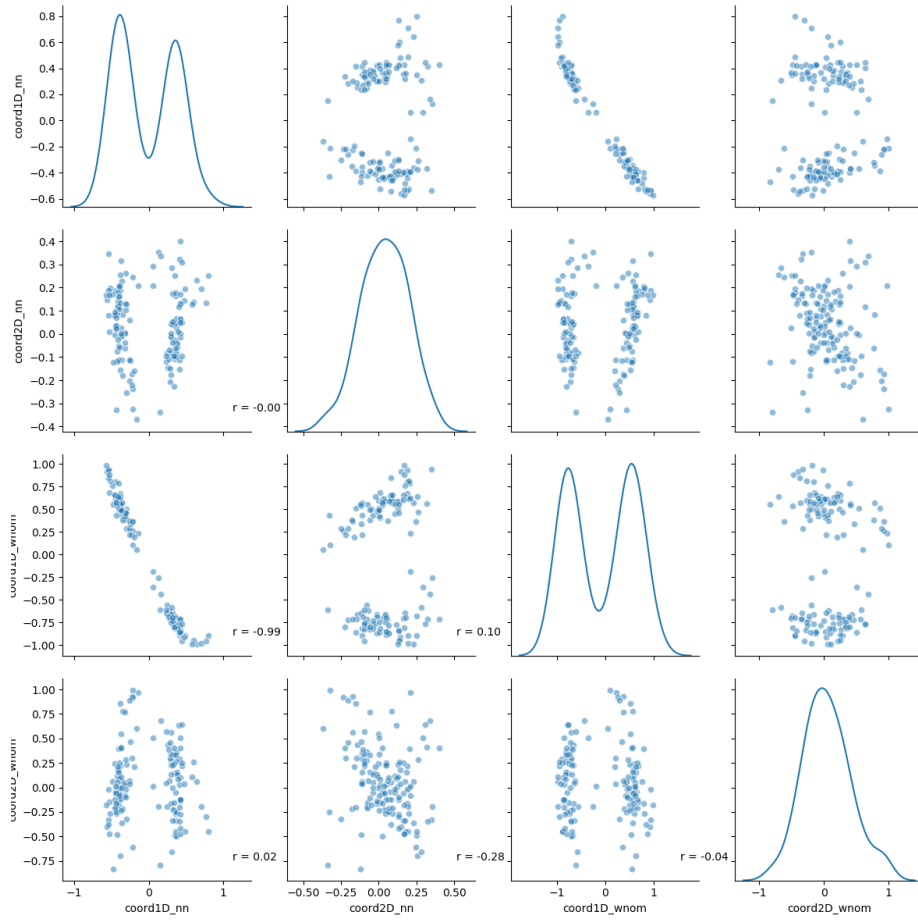 0.8
0.6
0.4
0.2
0.0
−0.2
−0.4
−0.6
coord1D_nn
0.4
0.3
0.2
0.1
0.0
−0.1
−0.2
−0.3
−0.4
coord2D_nn
r = -0.00
1.00
0.75
0.50
0.25
0.00
−0.25
−0.50
−0.75
−1.00
coord1D_wnom
r = -0.99
r = 0.10
1.00
0.75
0.50
0.25
0.00
−0.25
−0.50
−0.75
coord2D_wnom
r = 0.02
r = -0.28
r = -0.04
−1 0 1
−0.50 −0.25 0.00 0.25 0.50
−1 0 1
−1 0 1
coord1D_nn coord2D_nn coord1D_wnom coord2D_wnom